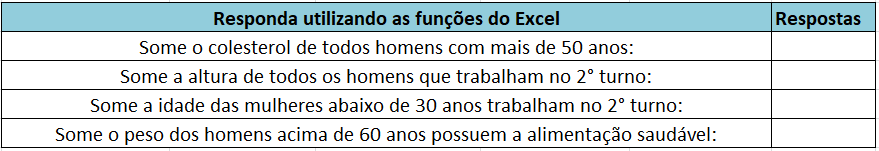 Responda utilizando as funções do Excel Respostas
Some o colesterol de todos homens com mais de 50 anos:
Some a altura de todos os homens que trabalham no 2° turno:
Some a idade das mulheres abaixo de 30 anos trabalham no 2° turno:
Some o peso dos homens acima de 60 anos possuem a alimentação saudável: